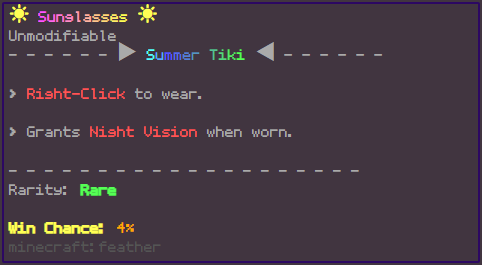 ☀ Sunglasses ☀
Unmodifiable
- - - - - - ▶ Summer Tiki ◀ - - - - - -
> Right-Click to wear.
> Grants Night Vision when worn.
- - - - - - - - - - - - - - - - - - - - -
Rarity: Rare
Win Chance: 4%
minecraft:feather